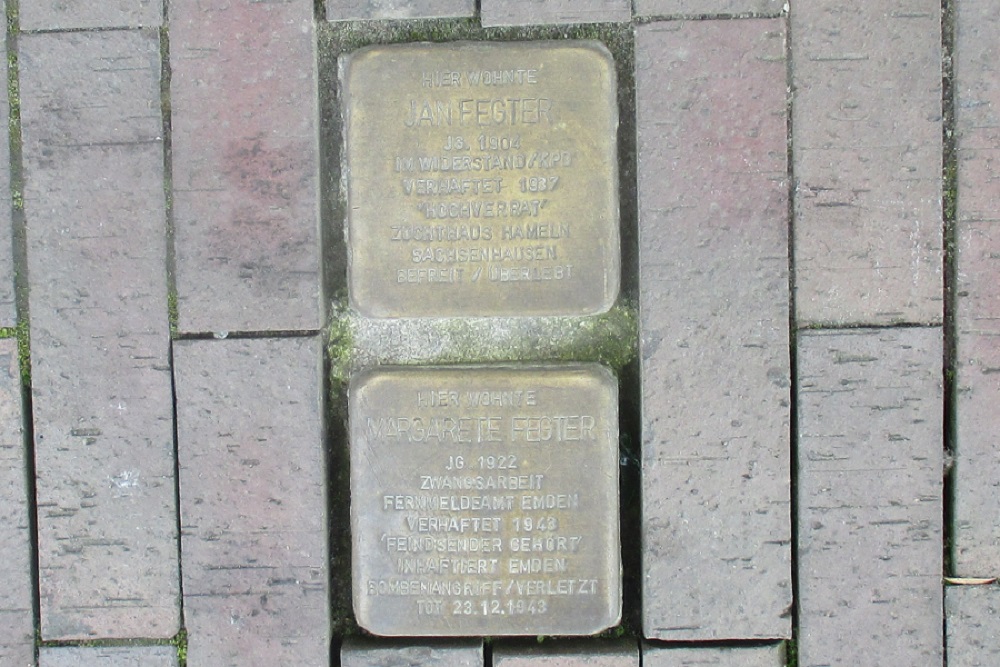 HIER WOHNTE
JAN FEGTER
JG. 1904
IM WIDERSTAND/KPD
VERHAFTET 1937
'HOCHVERRAT'
ZUCHTHAUS HAMELN
SACHSENHAUSEN
BEFREIT / ÜBERLEBT
HIER WOHNTE
MARGARETE FEGTER
JG. 1922
ZWANGSARBEIT
FERNMELDEAMT EMDEN
VERHAFTET 1943
'FEINDSENDER GEHÖRT'
INHAFTIERT EMDEN
BOMBENANGRIFF/VERLETZT
TOT 23.12.1943